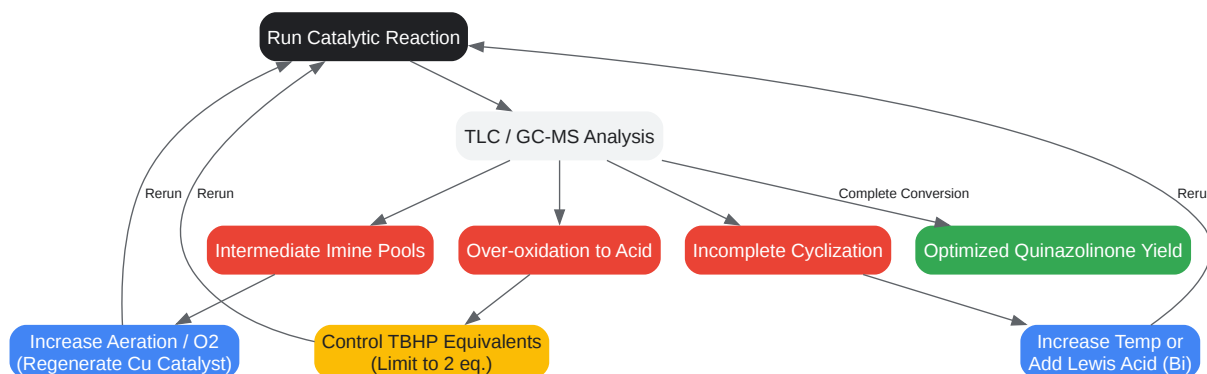 Run Catalytic Reaction
TLC / GC-MS Analysis
Rerun
Rerun
Complete Conversion
Reru
Intermediate Imine Pools
Over-oxidation to Acid
Incomplete Cyclization
Optimized Quinazolinone Yield
Increase Aeration / O2
(Regenerate Cu Catalyst)
Control TBHP Equivalents
(Limit to 2 eq.)
Increase Temp or
Add Lewis Acid (Bi)